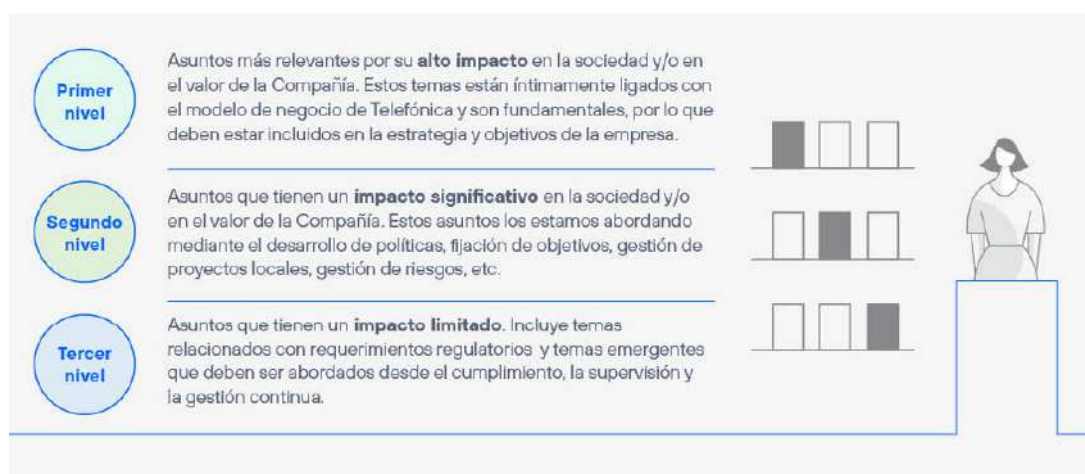 Primer
nivel
Asuntos más relevantes por su alto impacto en la sociedad y/o en
el valor de la Compañía. Estos temas están íntimamente ligados con
el modelo de negocio de Telefónica y son fundamentales, por lo que
deben estar incluidos en la estrategia y objetivos de la empresa.
Segundo
nivel
Asuntos que tienen un impacto significativo en la sociedad y/o
en el valor de la Compañía. Estos asuntos los estamos abordando
mediante el desarrollo de políticas, fijación de objetivos, gestión de
proyectos locales, gestión de riesgos, etc.
Tercer
nivel
Asuntos que tienen un impacto limitado. Incluye temas
relacionados con requerimientos regulatorios y temas emergentes
que deben ser abordados desde el cumplimiento, la supervisión y
la gestión continua.